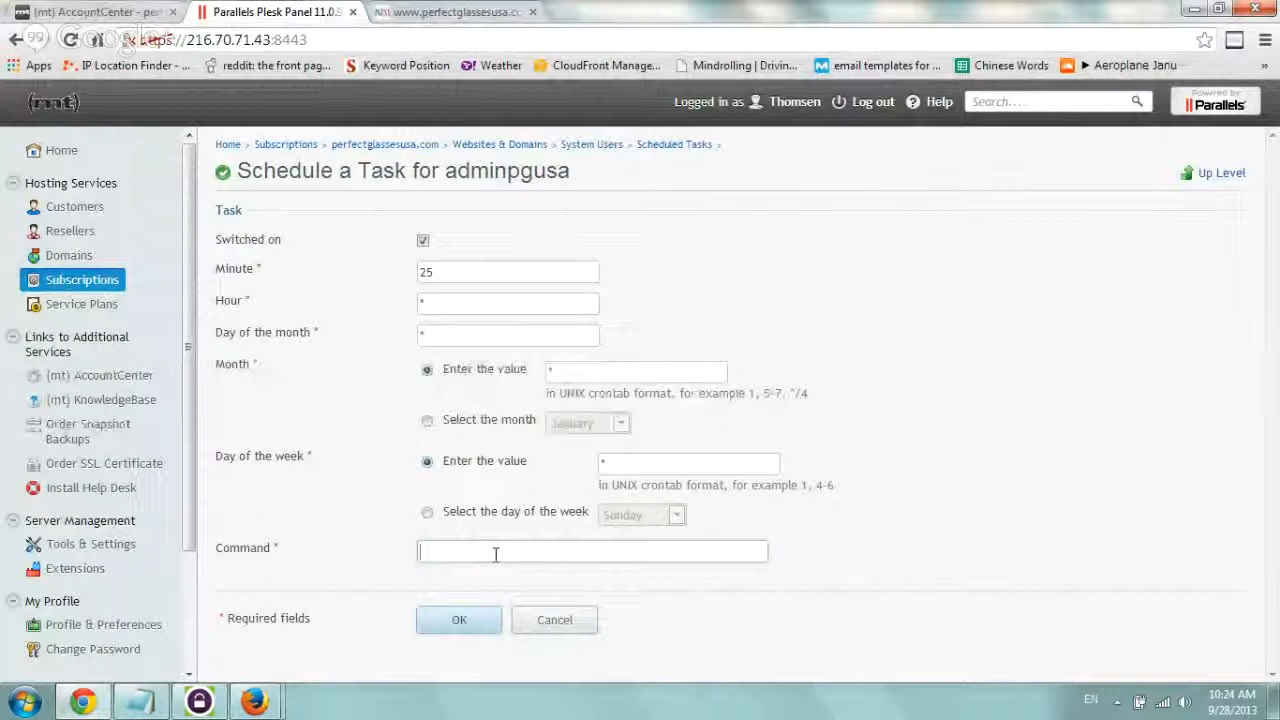 (mt) AccountCenter - per
Parallels Plesk Panel 11.0.9
www.perfectglassesusa.co
https://216.70.71.43:8443
Apps
IP Location Finder - ...
reddit: the front pag...
Keyword Position
Weather
CloudFront Manage...
Mindrolling | Drivin...
email templates for ...
Chinese Words
Aeroplane Janu
»
(mt)
Logged in as Thomsen
Log out
Help
Search...
Powered by
Parallels
Home
Hosting Services
Customers
Resellers
Domains
Subscriptions
Service Plans
Links to Additional
Services
(mt) AccountCenter
(mt) KnowledgeBase
Order Snapshot
Backups
Order SSL Certificate
Install Help Desk
Server Management
Tools & Settings
Extensions
My Profile
Profile & Preferences
Change Password
Home > Subscriptions > perfectglassesusa.com > Websites & Domains > System Users > Scheduled Tasks >
Schedule a Task for adminpgusa
Up Level
Task
Switched on
Minute * 25
Hour * *
Day of the month * *
Month * Enter the value *
in UNIX crontab format, for example 1, 5-7, */4
Select the month January
Day of the week * Enter the value *
in UNIX crontab format, for example 1, 4-6
Select the day of the week Sunday
Command *
* Required fields
OK
Cancel
EN
10:24 AM
9/28/2013